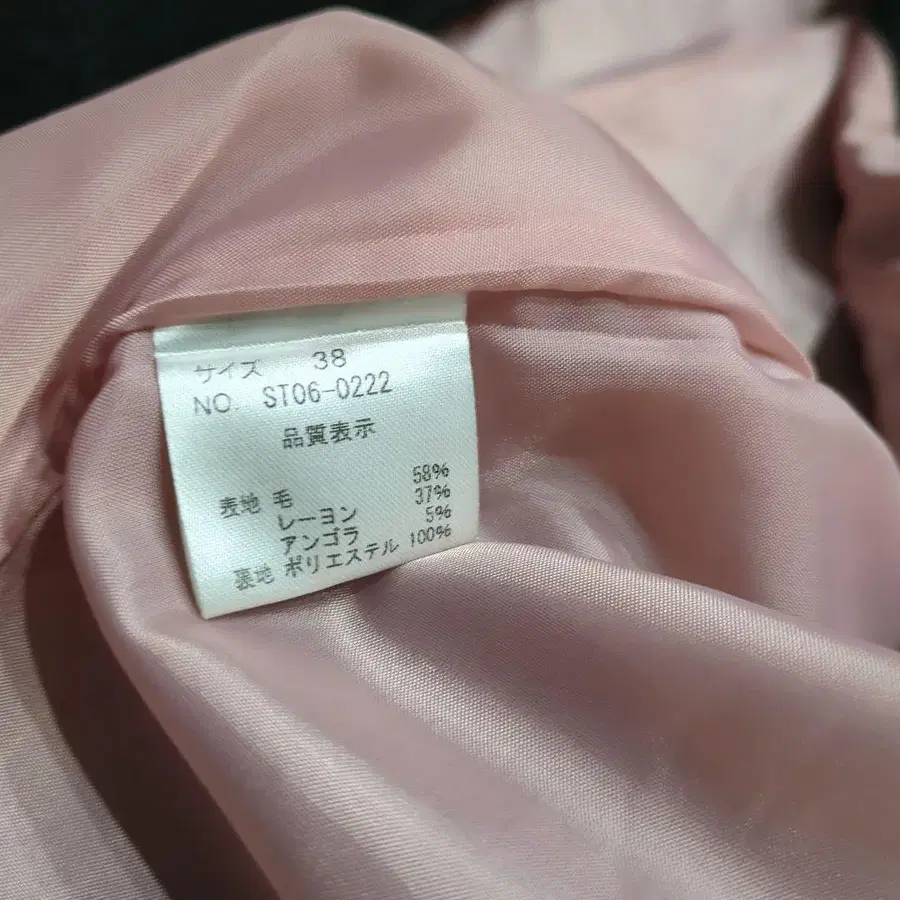 サイズ 38
NO. ST06-0222
品質表示
表地 毛 58%
レーヨン 37%
アンゴラ 5%
裏地 ポリエステル 100%